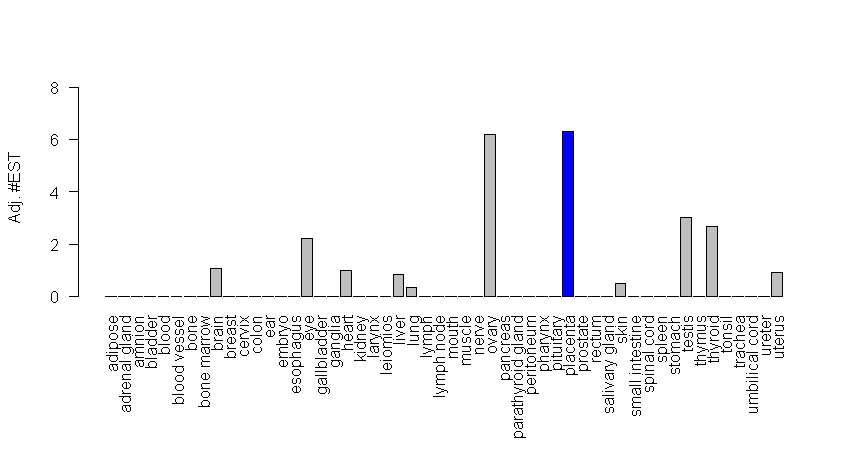 8
6
4
2
0
Adj. #EST
adipose
adrenal gland
amnion
bladder
blood
blood vessel
bone
bone marrow
brain
breast
cervix
colon
ear
embryo
esophagus
eye
gallbladder
ganglia
heart
kidney
larynx
leiomios
liver
lung
lymph
lymph node
mouth
muscle
nerve
ovary
pancreas
parathyroid gland
peritoneum
pharynx
pituitary
placenta
prostate
rectum
salivary gland
skin
small intestine
spinal cord
spleen
stomach
testis
thymus
thyroid
tonsil
trachea
umbilical cord
ureter
uterus